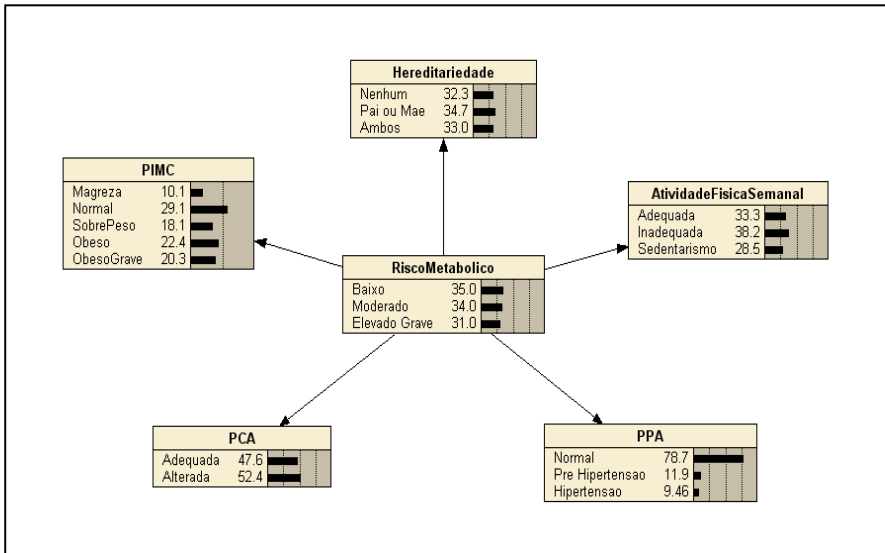 Hereditariedade
Nenhum 32.3
Pai ou Mae 34.7
Ambos 33.0
PIMC
Magreza 10.1
Normal 29.1
SobrePeso 18.1
Obeso 22.4
ObesoGrave 20.3
AtividadeFisicaSemanal
Adequada 33.3
Inadequada 38.2
Sedentarismo 28.5
RiscoMetabolico
Baixo 35.0
Moderado 34.0
Elevado Grave 31.0
PCA
Adequada 47.6
Alterada 52.4
PPA
Normal 78.7
Pre Hipertensao 11.9
Hipertensao 9.46